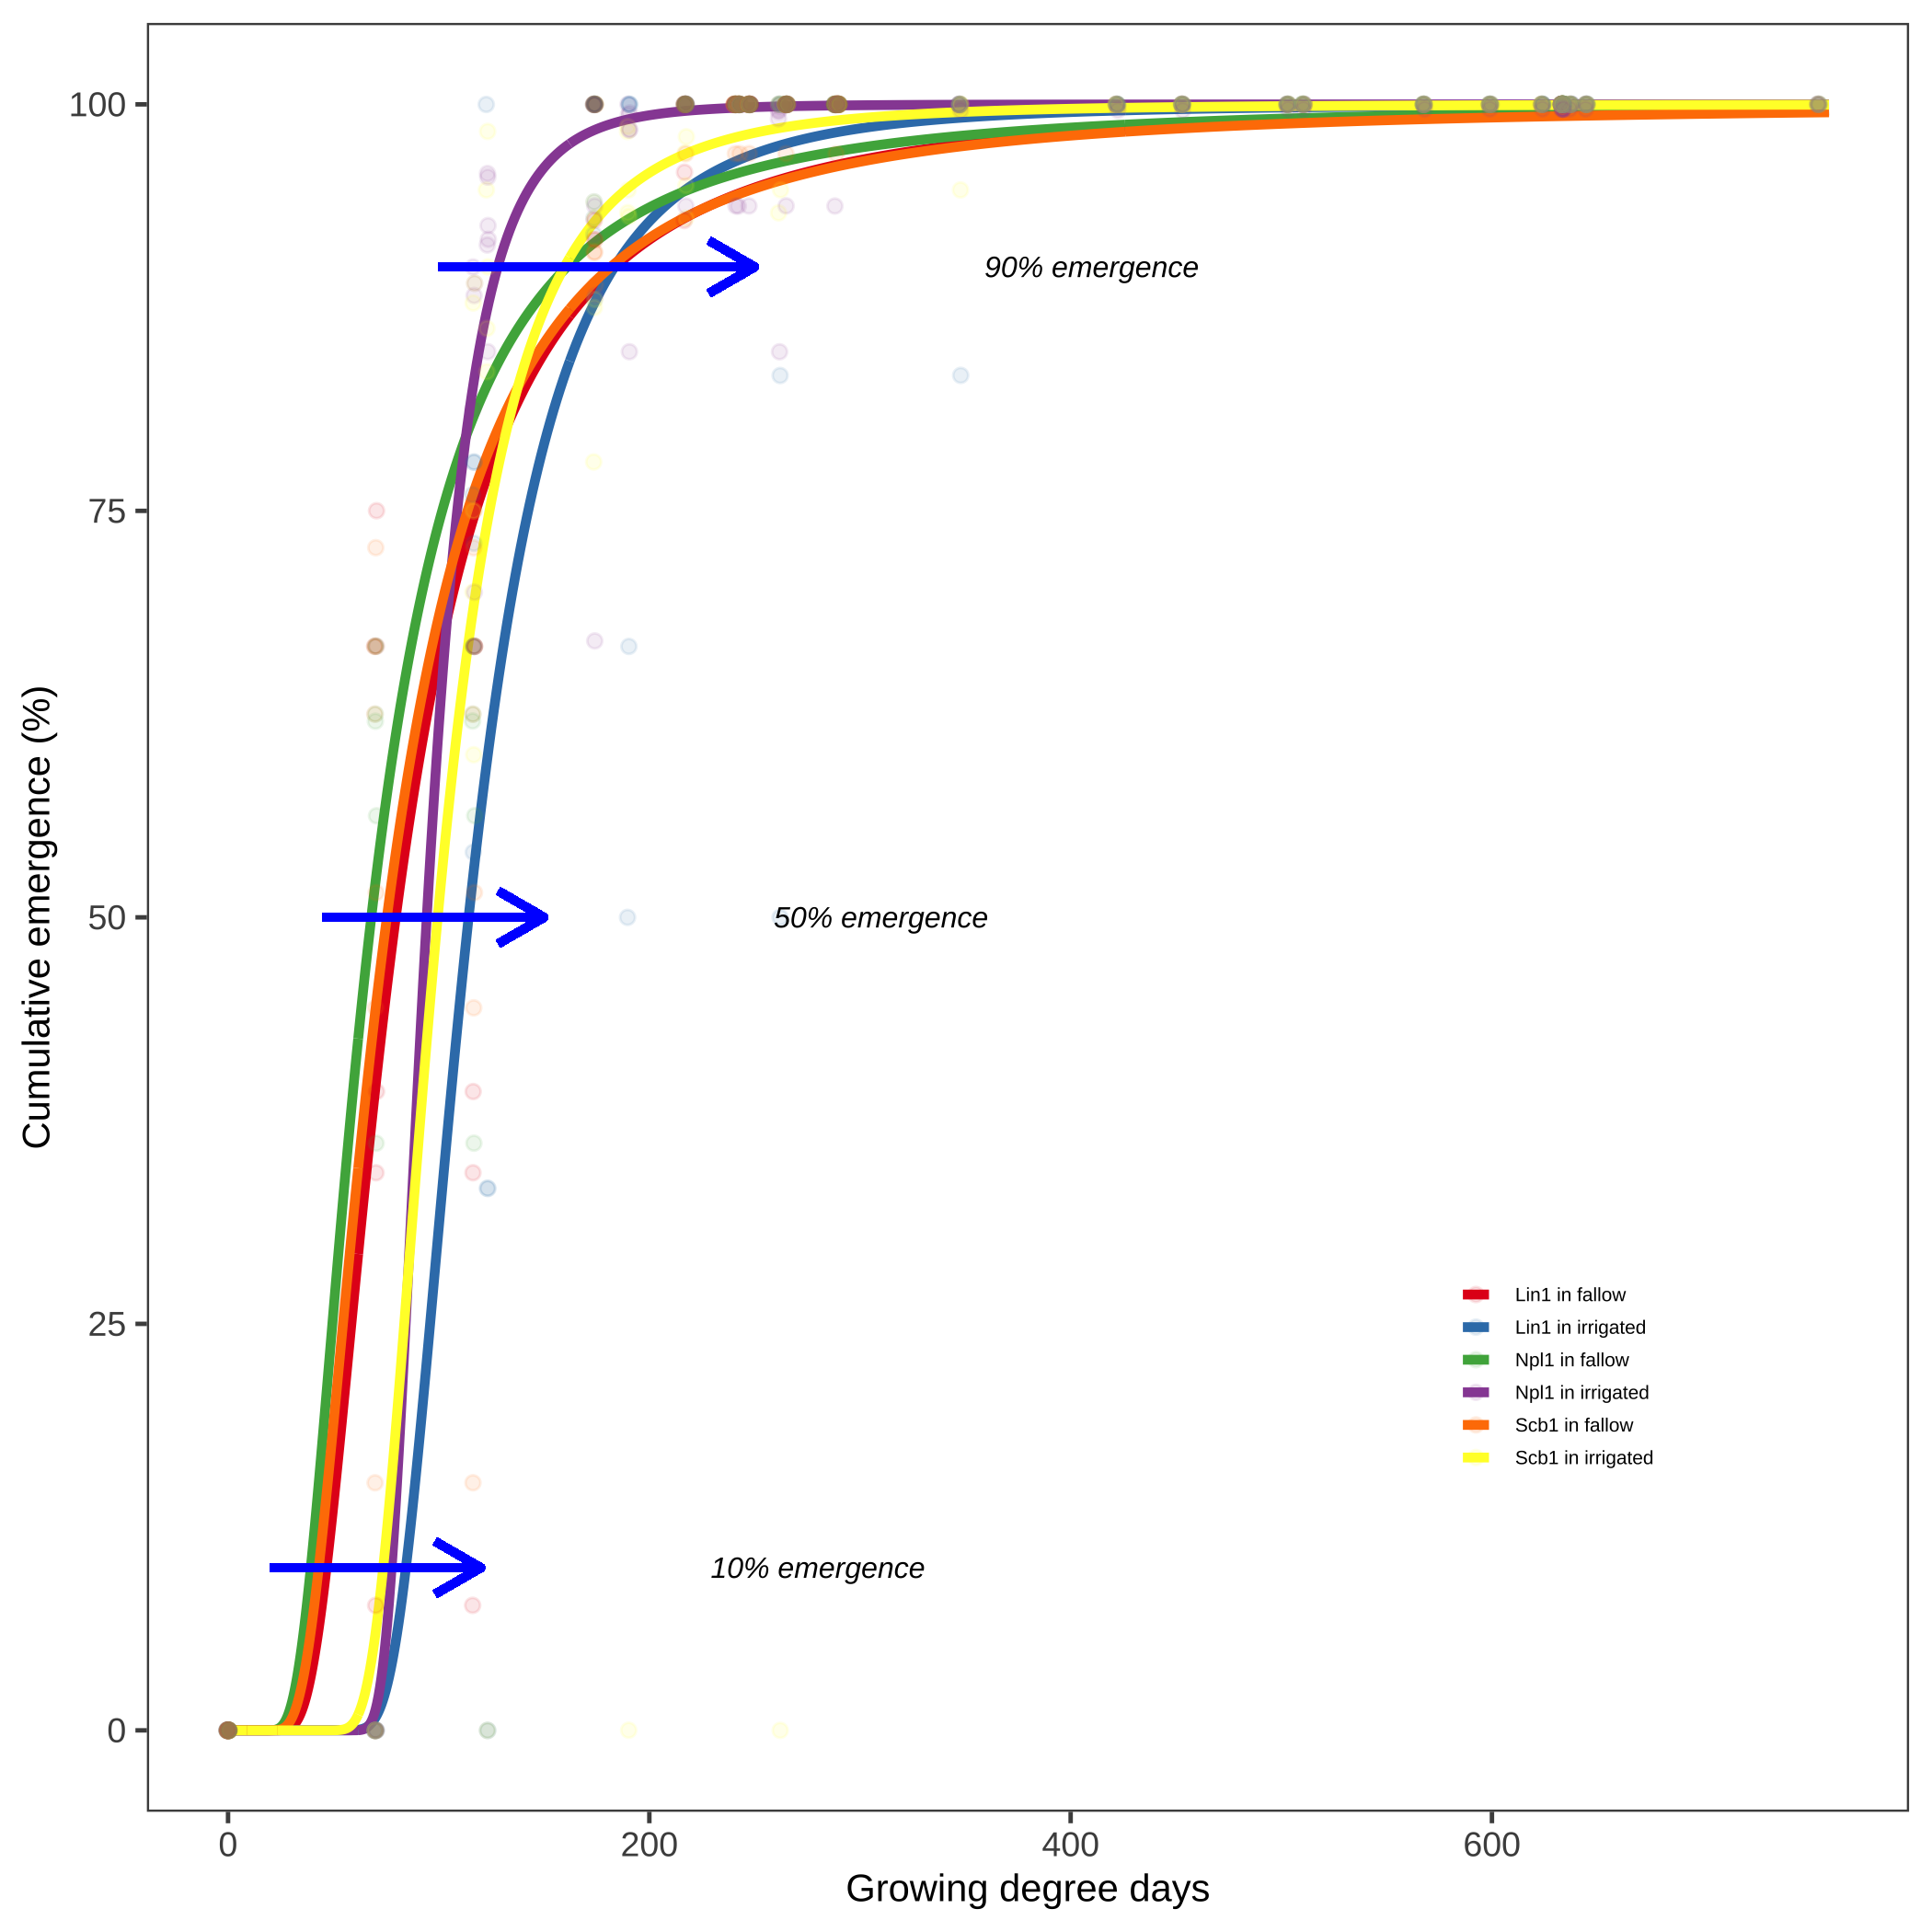 100
90% emergence
75
Cumulative emergence (%)
50
50% emergence
25
Lin1 in fallow
Lin1 in irrigated
Npl1 in fallow
Npl1 in irrigated
Scb1 in fallow
Scb1 in irrigated
10% emergence
0
0 200 400 600
Growing degree days